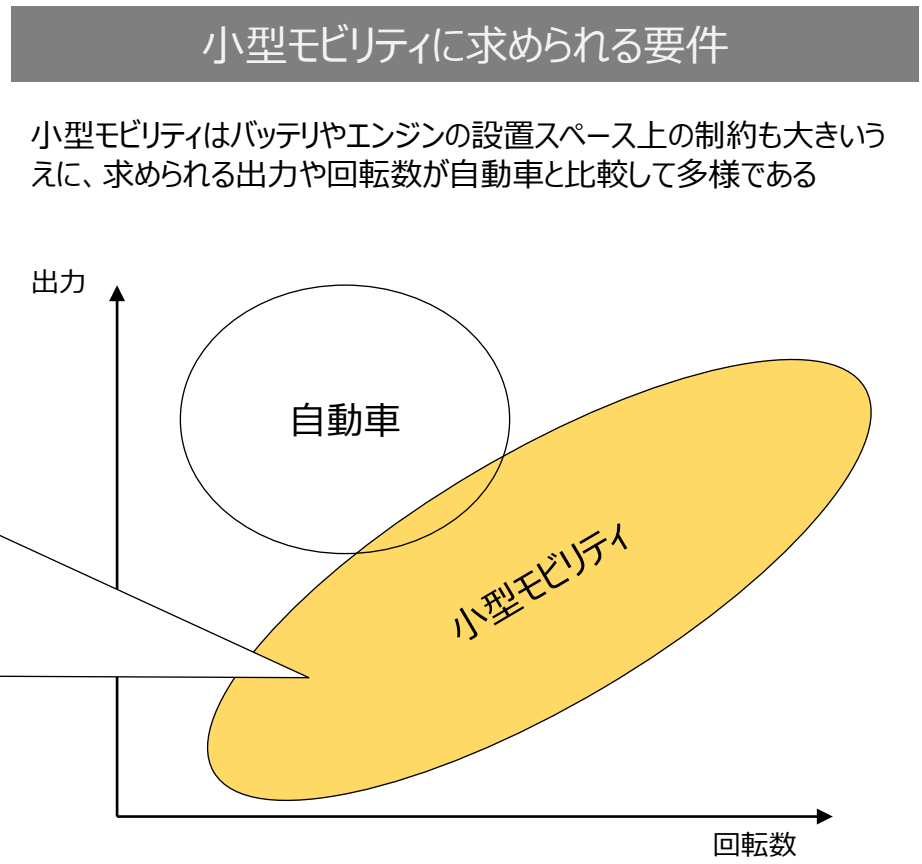 小型モビリティに求められる要件
小型モビリティはバッテリやエンジンの設置スペース上の制約も大きいう
えに、求められる出力や回転数が自動車と比較して多様である
出力
自動車
小型モビリティ
回転数